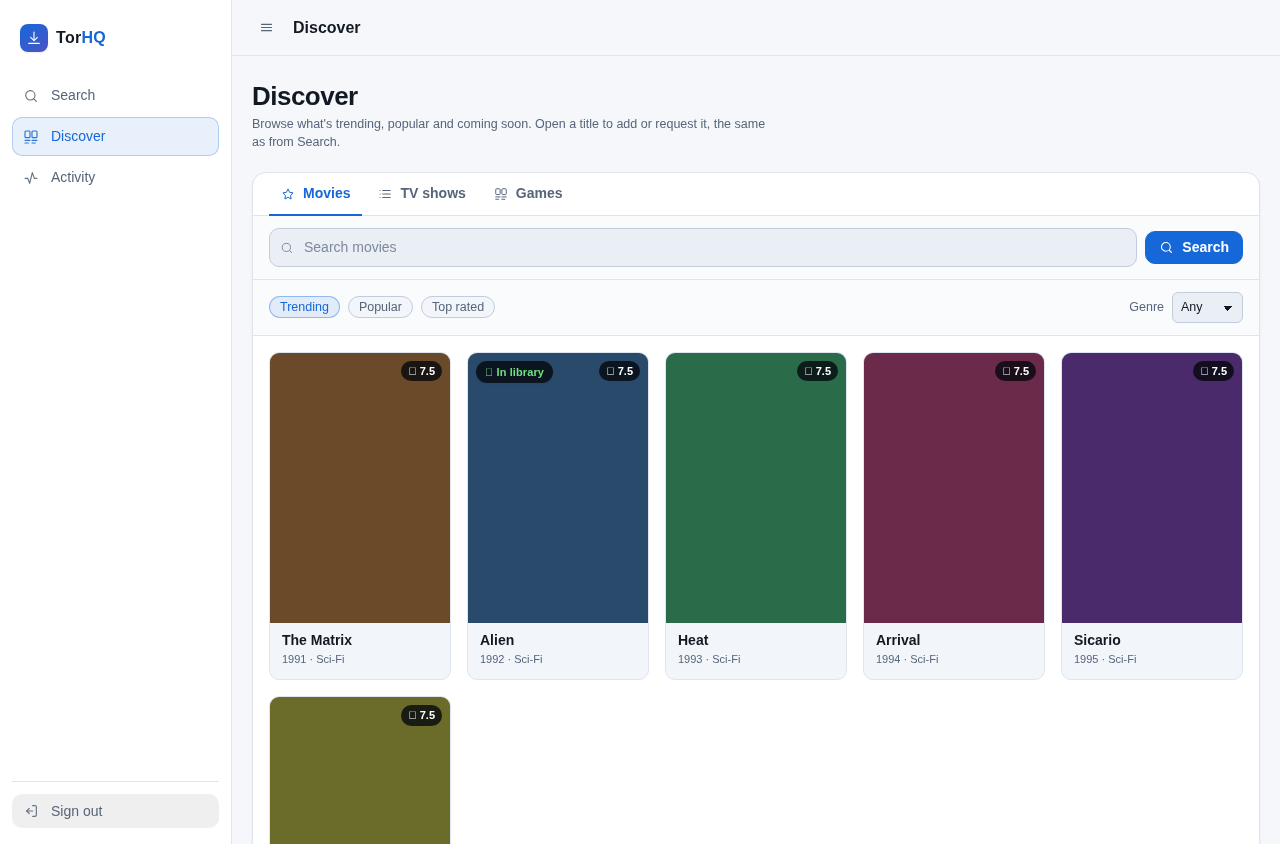 TorHQ
Discover
Search
Discover
Activity
Discover
Browse what's trending, popular and coming soon. Open a title to add or request it, the same
as from Search.
Movies
TV shows
Games
Search movies
Search
Trending
Popular
Top rated
Genre
Any
7.5
In library
7.5
7.5
7.5
7.5
The Matrix
1991 · Sci-Fi
Alien
1992 · Sci-Fi
Heat
1993 · Sci-Fi
Arrival
1994 · Sci-Fi
Sicario
1995 · Sci-Fi
7.5
Sign out